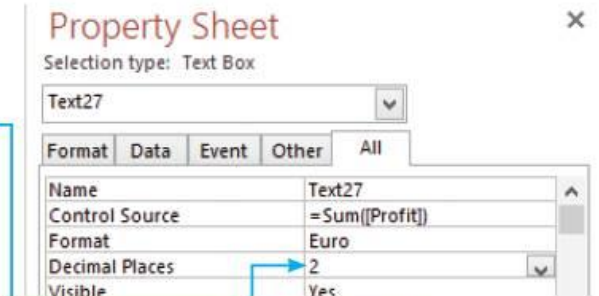 Property Sheet
Selection type: Text Box
Text27
Format Data Event Other All
Name Text27
Control Source =Sum([Profit])
Format Euro
Decimal Places 2
Visible Yes